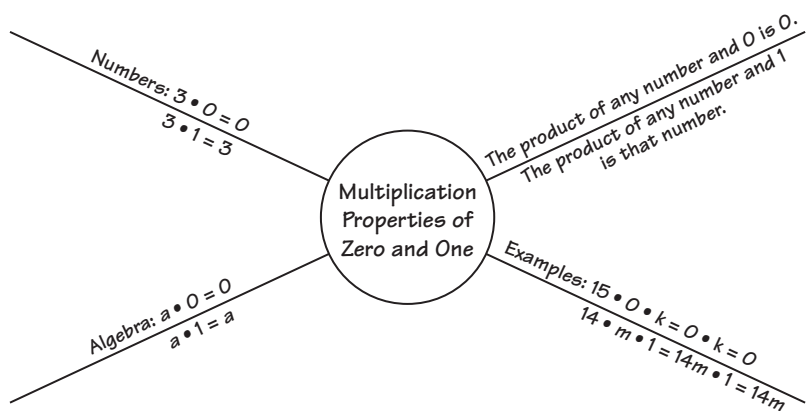 Numbers: 3 • 0 = 0
3 • 1 = 3
The product of any number and 0 is 0.
The product of any number and 1
is that number.
Multiplication
Properties of
Zero and One
Algebra: a • 0 = 0
a • 1 = a
Examples: 15 • 0 • k = 0 • k = 0
14 • m • 1 = 14m • 1 = 14m